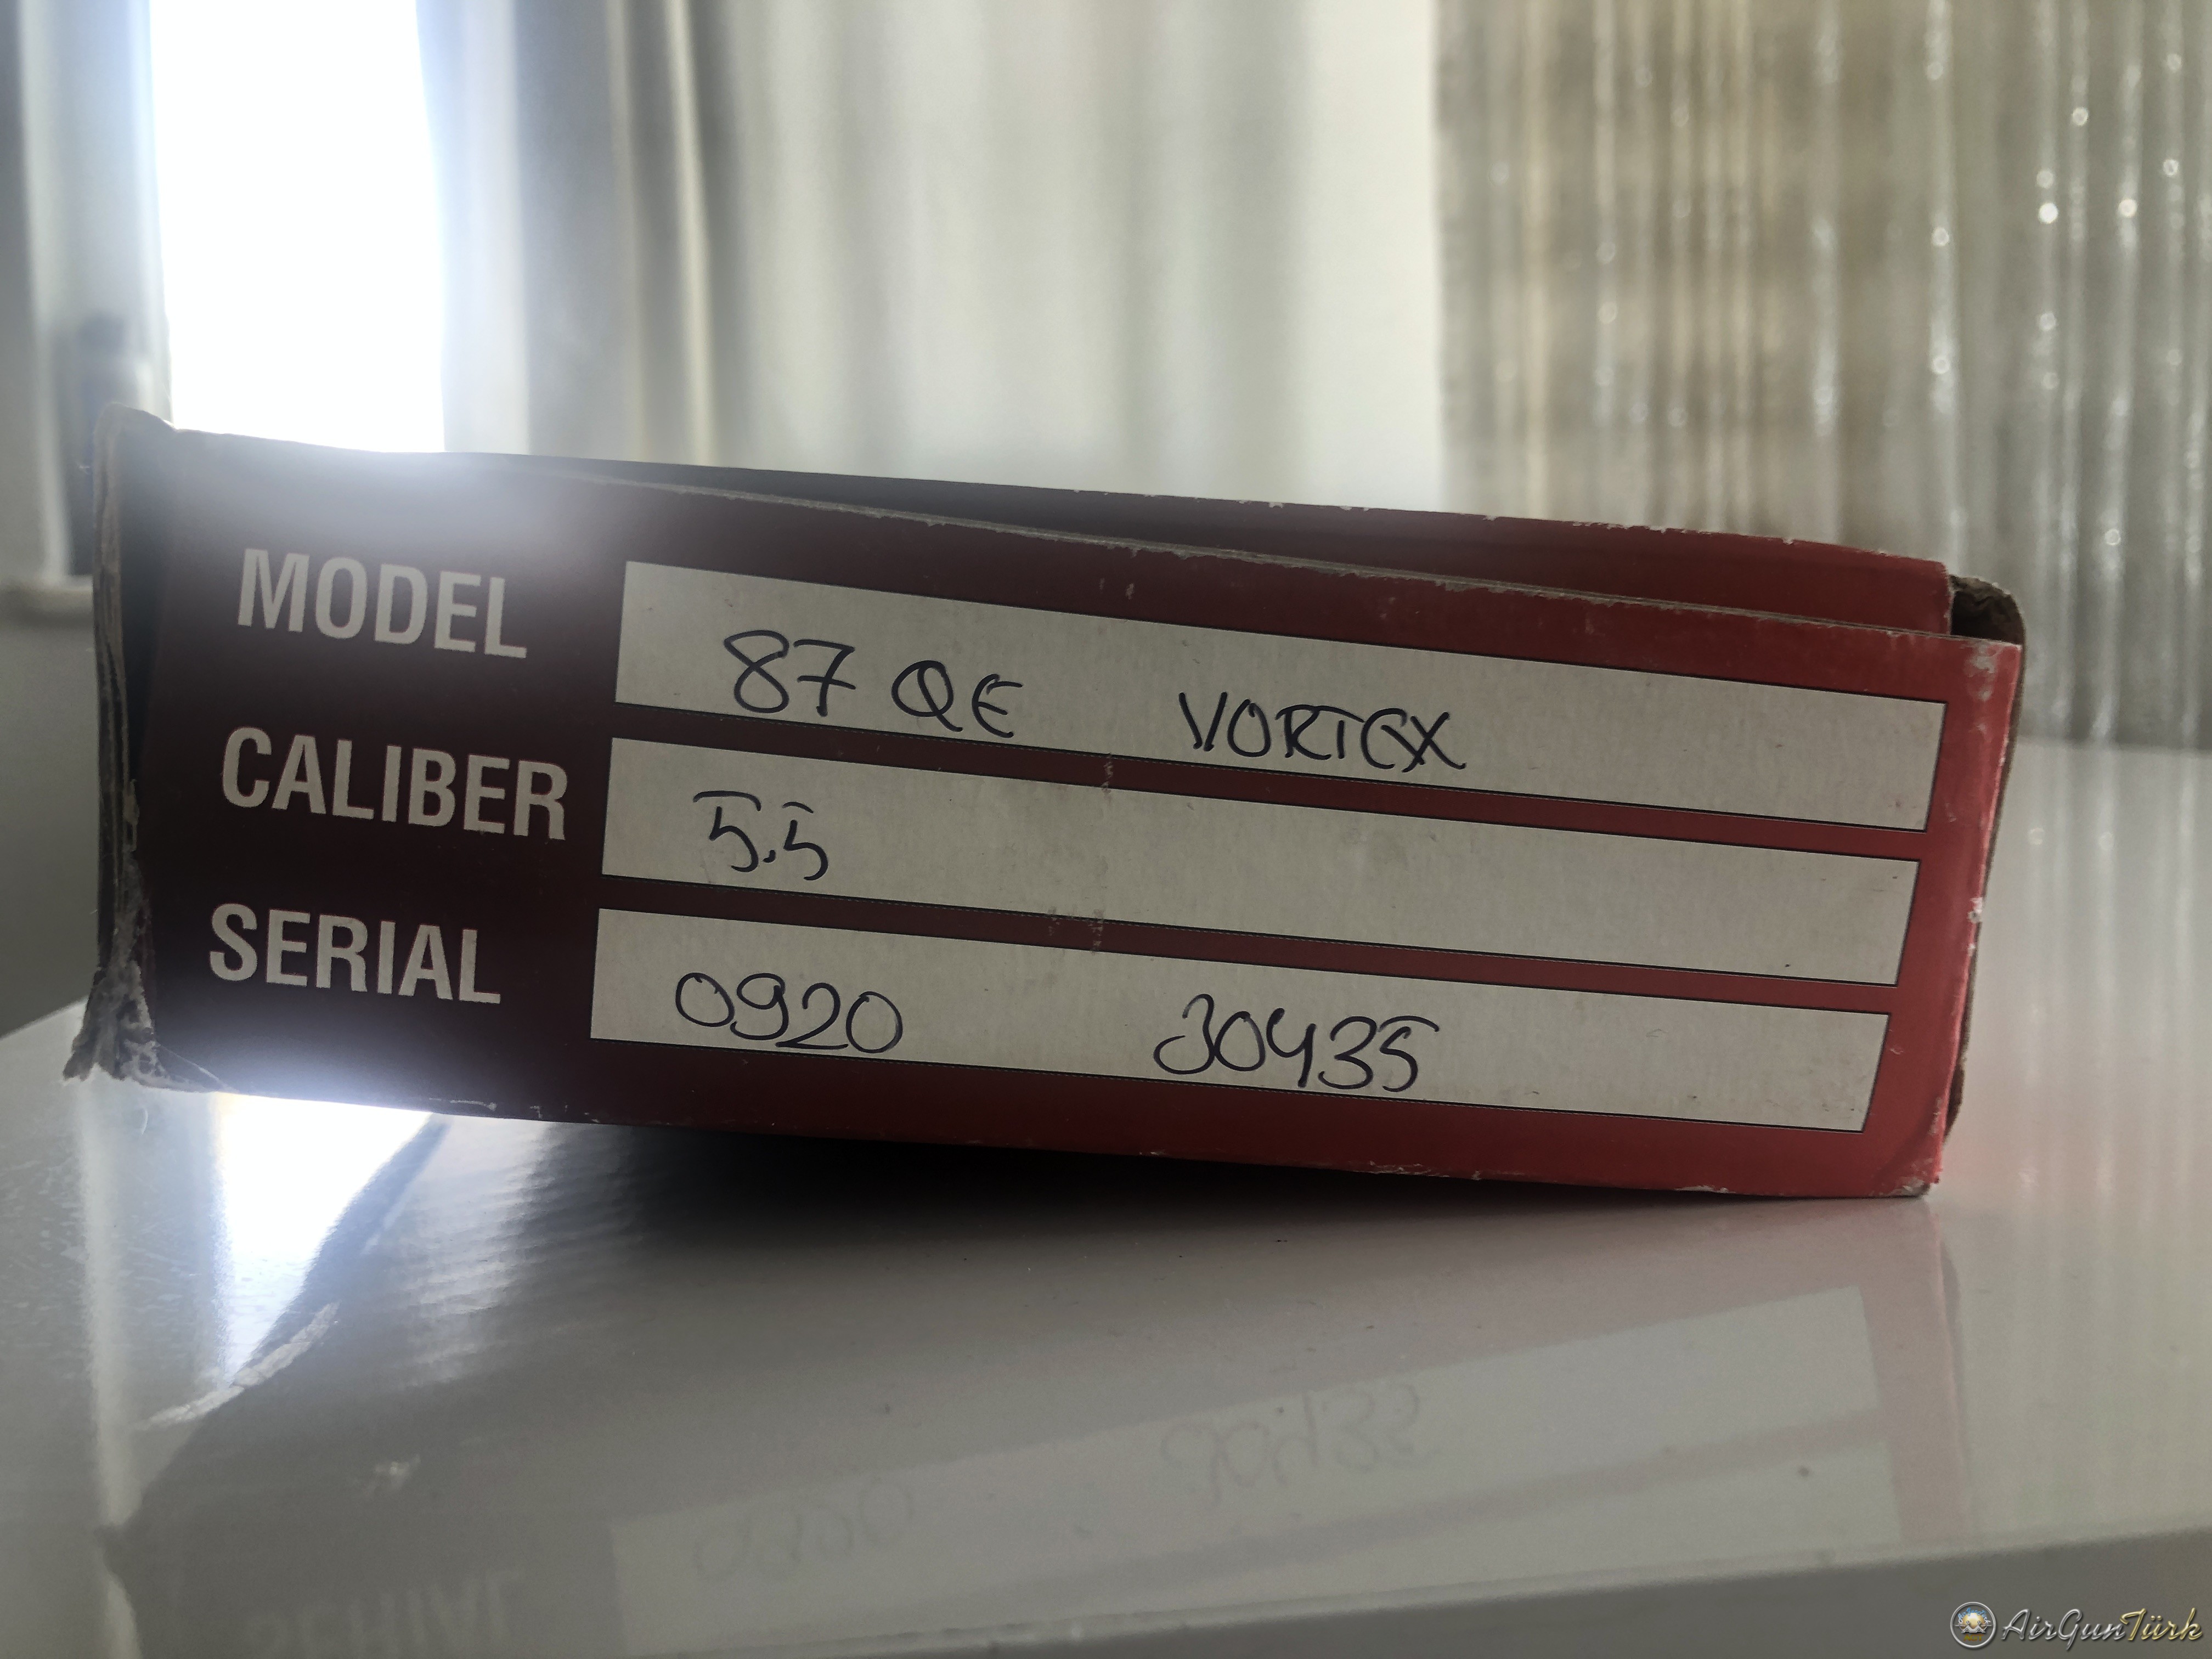 MODEL 87 QE VORTEX
CALIBER 5.5
SERIAL 0920 30435
AirGunTürk